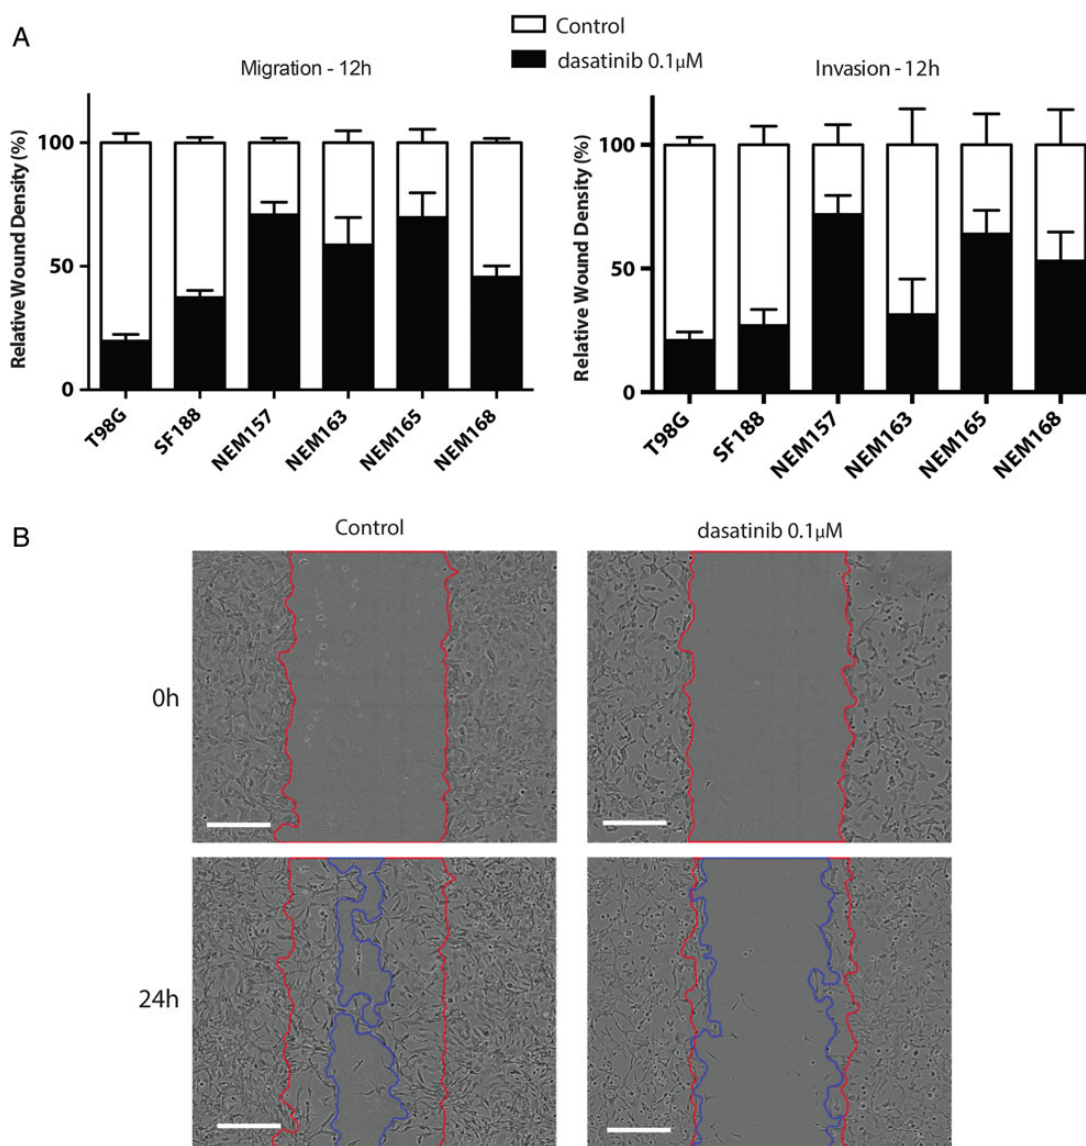 A
Control
dasatinib 0.1µM
Migration - 12h
Relative Wound Density (%)
100
50
0
T98G
SF188
NEM157
NEM163
NEM165
NEM168
Invasion - 12h
Relative Wound Density (%)
100
50
0
T98G
SF188
NEM157
NEM163
NEM165
NEM168
B
Control
dasatinib 0.1µM
0h
24h